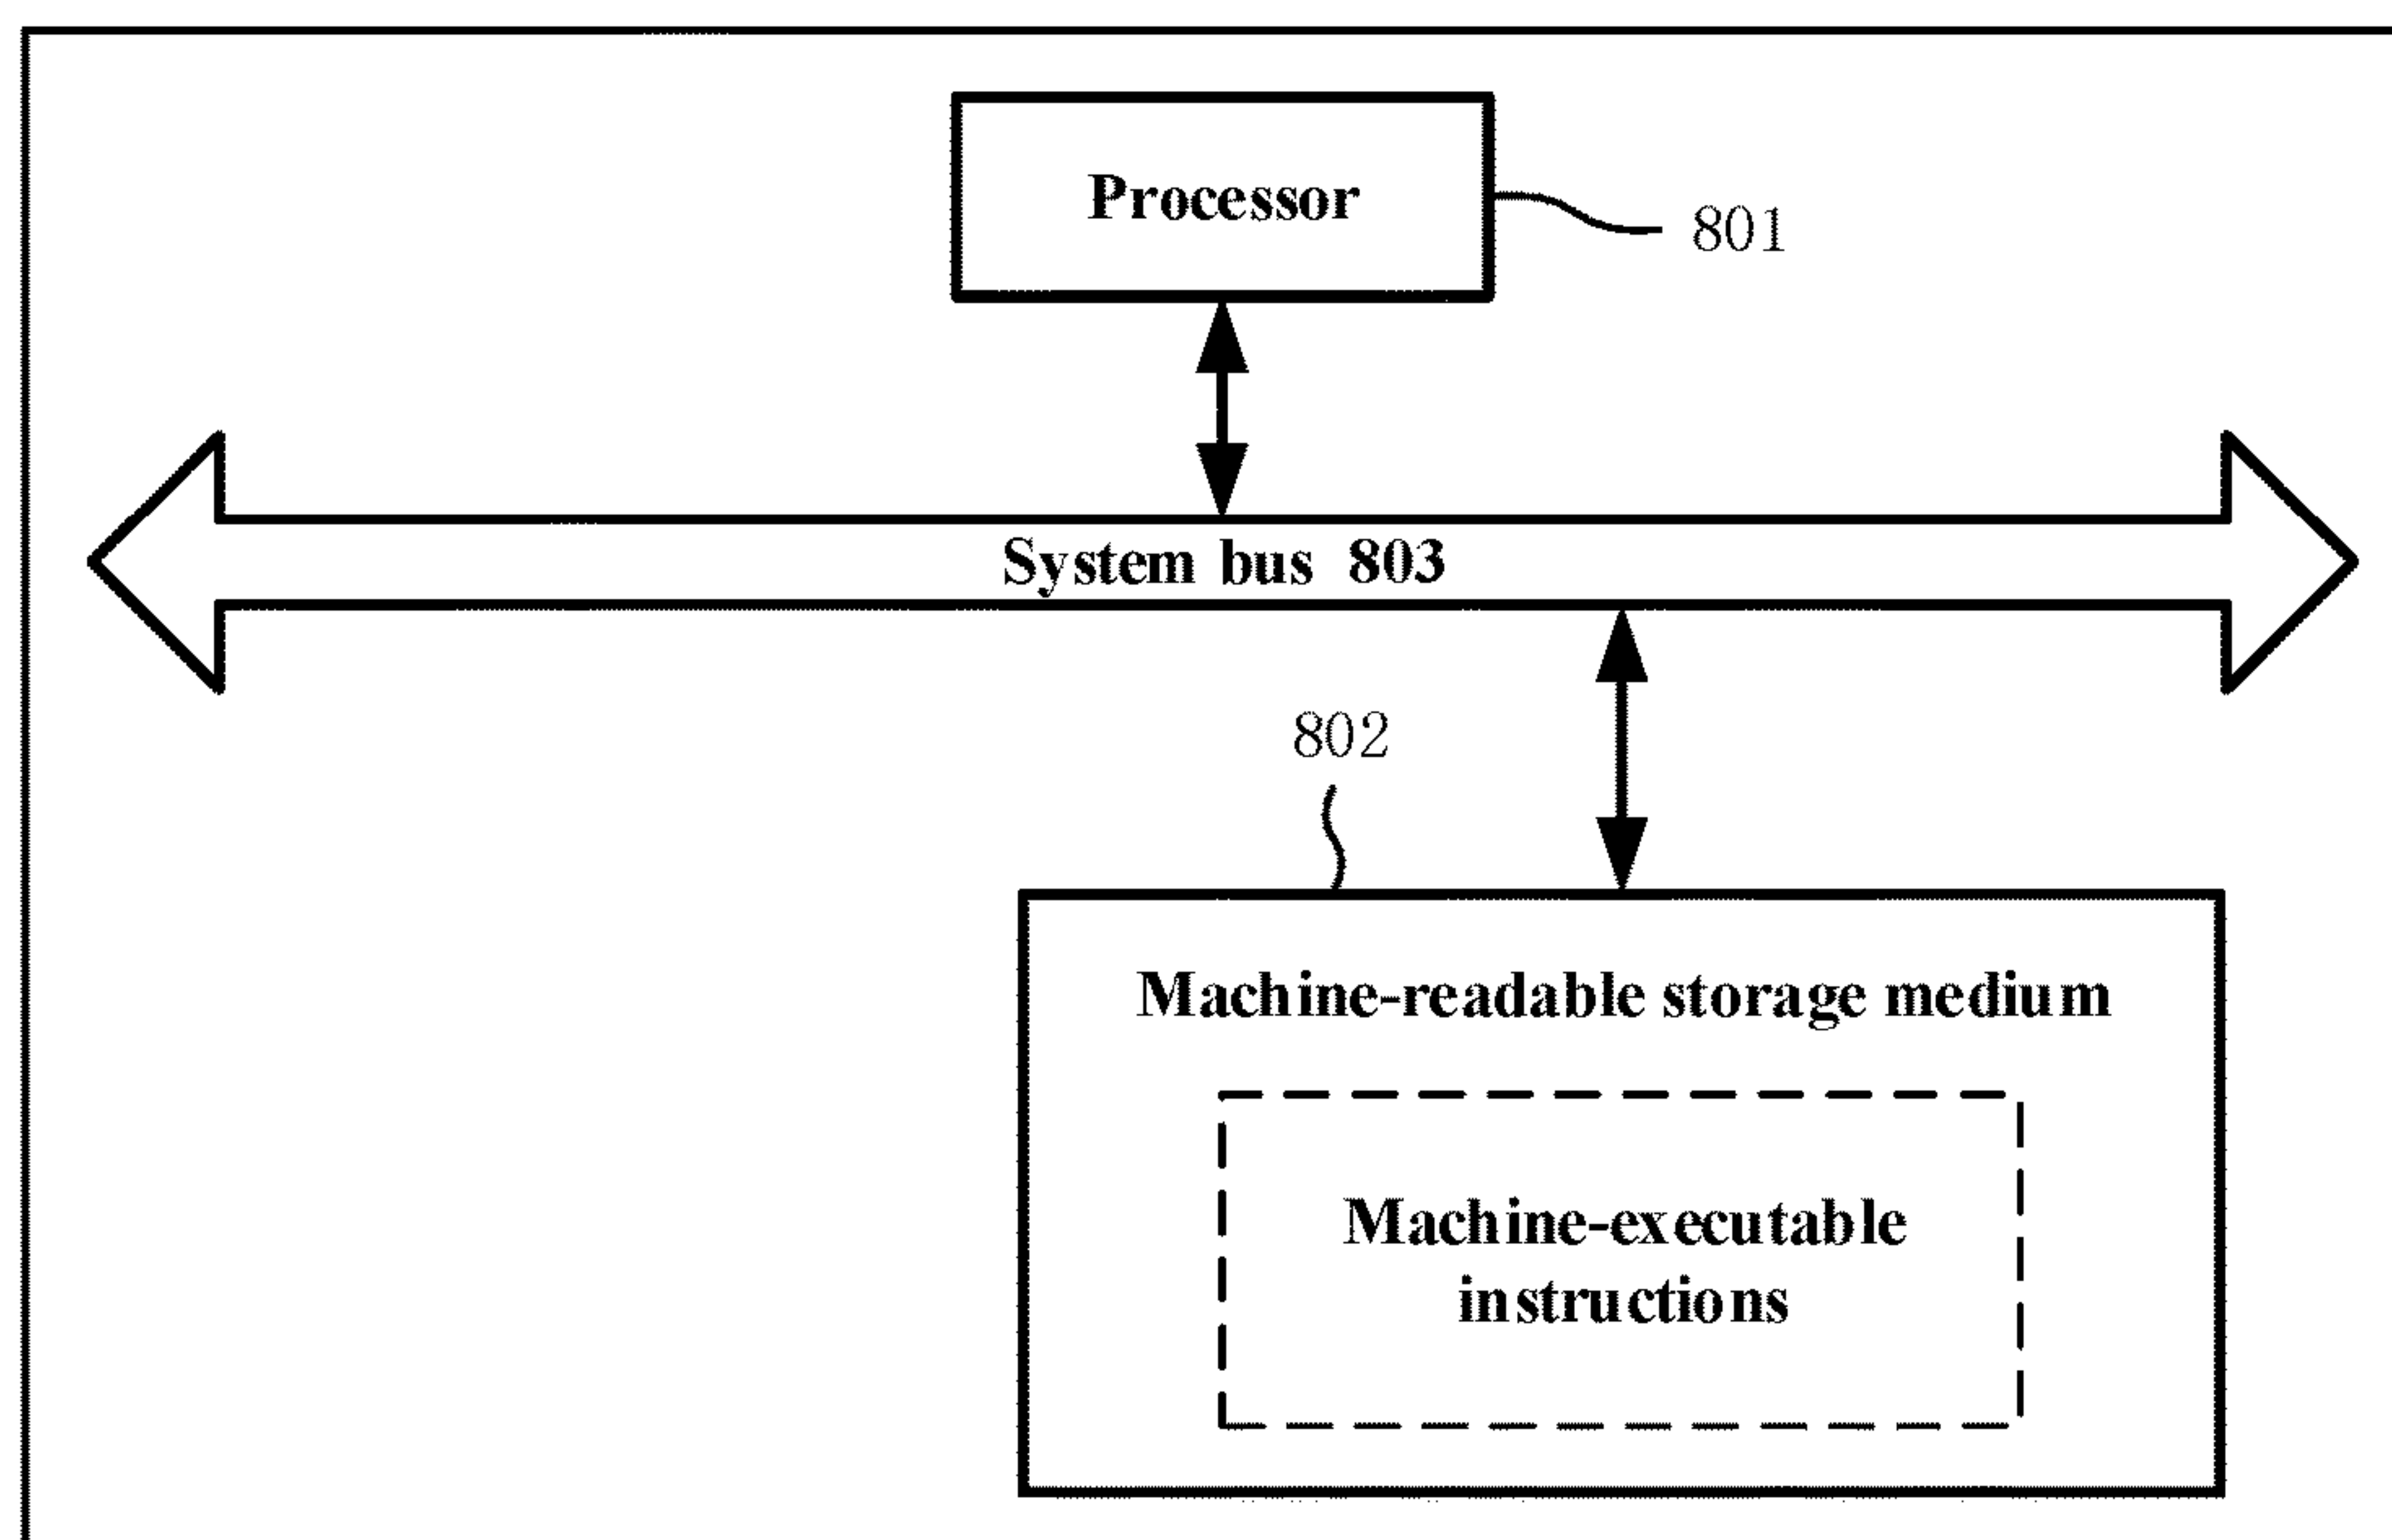 Processor
801
System bus 803
802
Machine-readable storage medium
Machine-executable
instructions